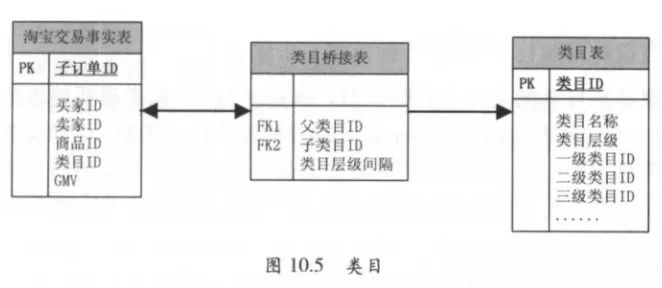 淘宝交易事实表
PK 子订单ID
买家ID
卖家ID
商品ID
类目ID
GMV
类目桥接表
FK1 父类目ID
FK2 子类目ID
类目层级间隔
类目表
PK 类目ID
类目名称
类目层级
一级类目ID
二级类目ID
三级类目ID
......
图 10.5 类目